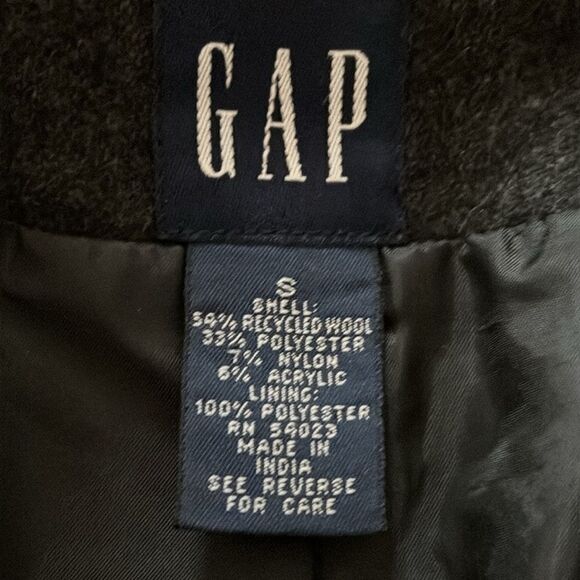 GAP
S
SHELL:
54% RECYCLED WOOL
33% POLYESTER
7% NYLON
6% ACRYLIC
LINING:
100% POLYESTER
RN 54023
MADE IN
INDIA
SEE REVERSE
FOR CARE